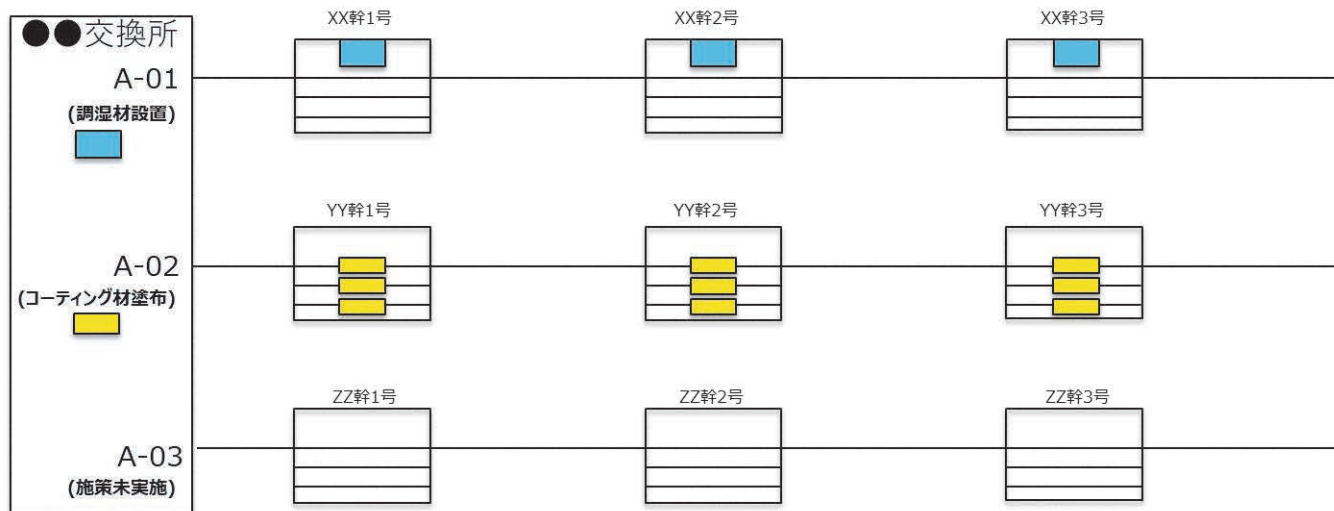 ●●交換所
A-01
(調湿材設置)
XX幹1号
XX幹2号
XX幹3号
A-02
(コーティング材塗布)
YY幹1号
YY幹2号
YY幹3号
A-03
(施策未実施)
ZZ幹1号
ZZ幹2号
ZZ幹3号